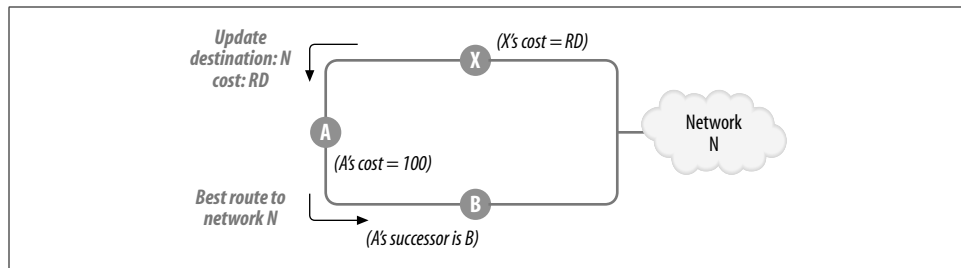 Update
destination: N
cost: RD
(X's cost = RD)
X
A
(A's cost = 100)
Network
N
Best route to
network N
B
(A's successor is B)